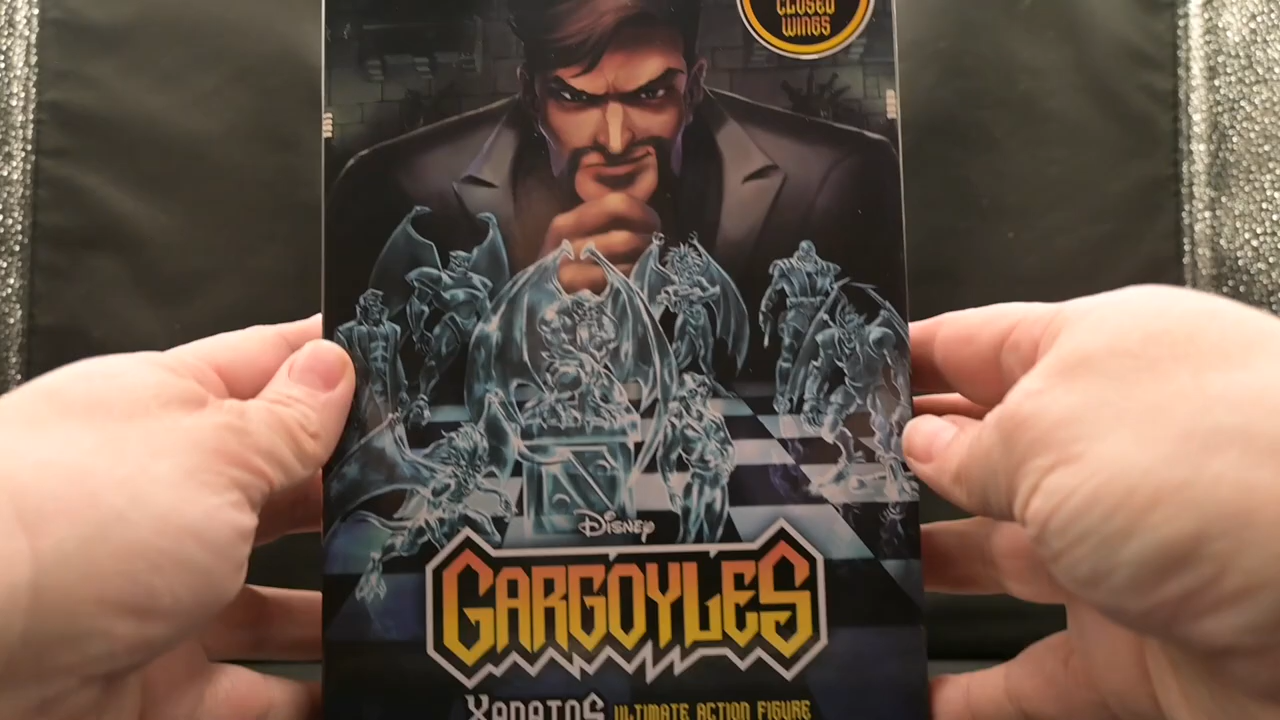 CLOSED
WINGS
DISNEY
GARGOYLES
XANATOS ULTIMATE ACTION FIGURE